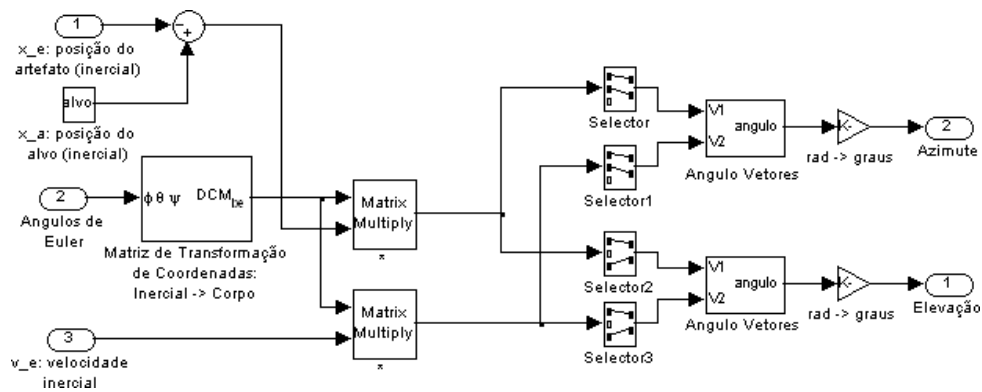 1
x_e: posição do
artefato (inercial)
alvo
x_a: posição do
alvo (inercial)
2
Angulos de
Euler
ϕ θ ψ DCM_be
Matriz de Transformação
de Coordenadas:
Inercial -> Corpo
3
v_e: velocidade
inercial
Matrix
Multiply
*
Matrix
Multiply
*
Selector
Selector1
Selector2
Selector3
V1
V2
angulo
Angulo Vetores
K-
rad -> graus
2
Azimute
V1
V2
angulo
Angulo Vetores
K-
rad -> graus
1
Elevação